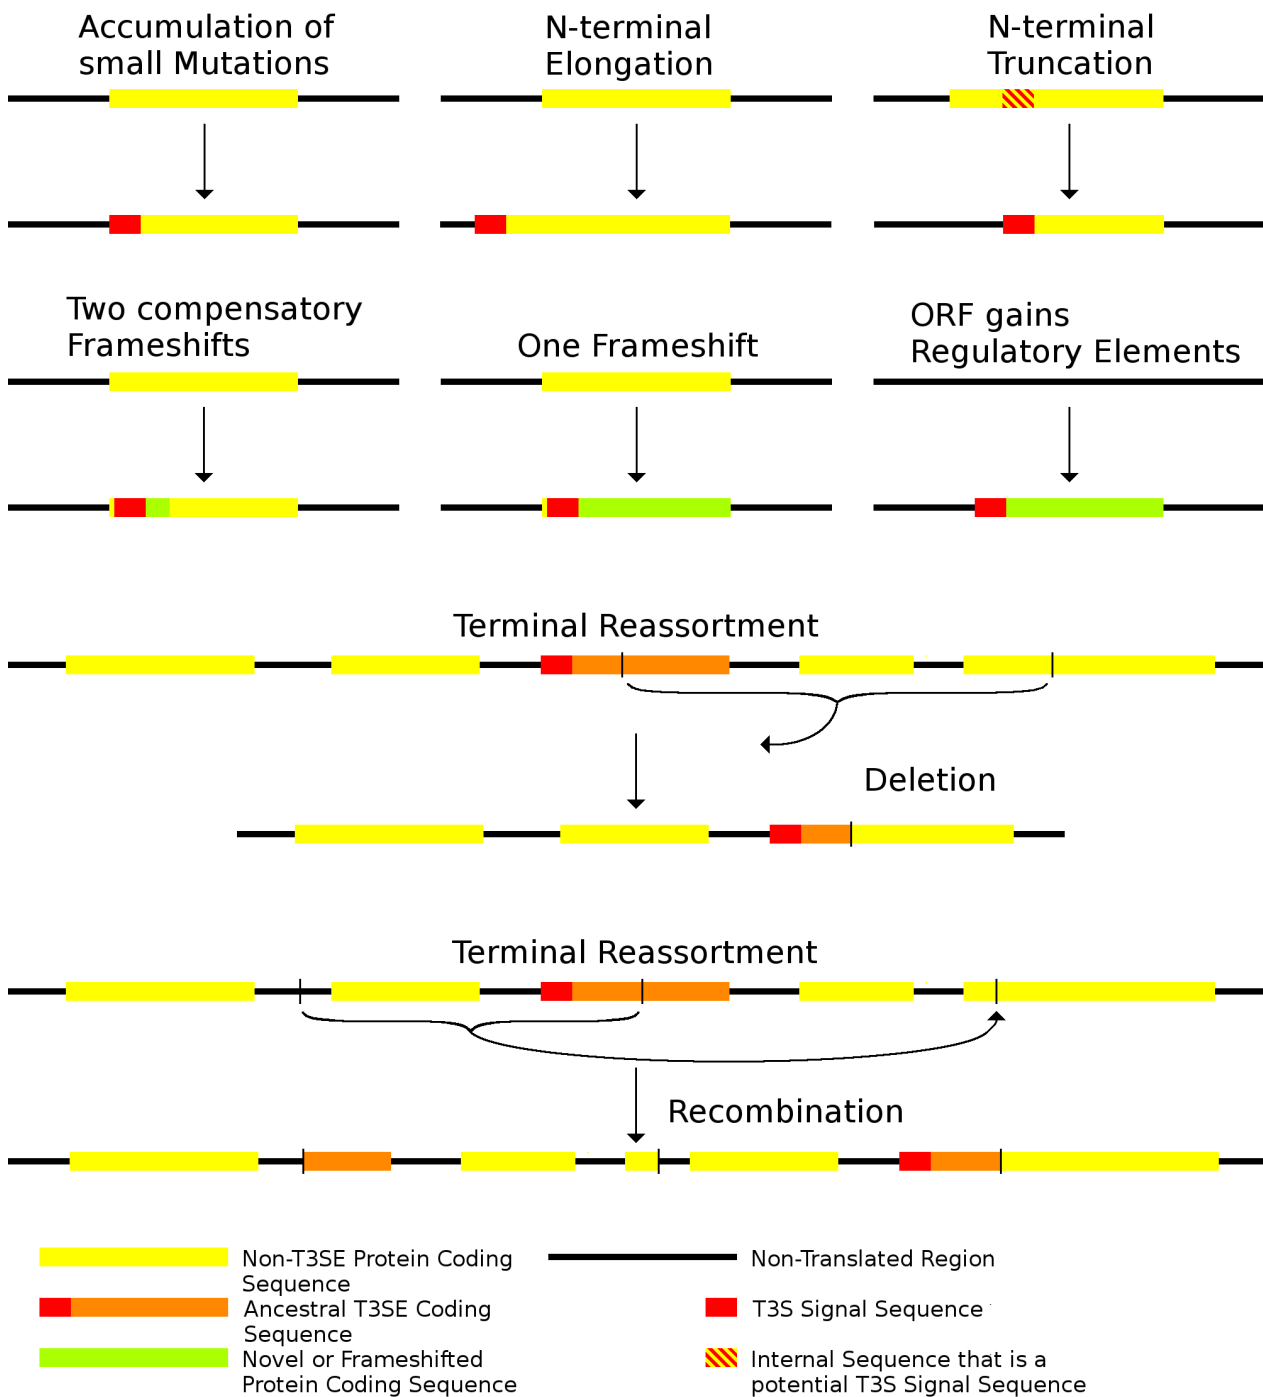 Accumulation of
small Mutations
N-terminal
Elongation
N-terminal
Truncation
Two compensatory
Frameshifts
One Frameshift
ORF gains
Regulatory Elements
Terminal Reassortment
Deletion
Terminal Reassortment
Recombination
Non-T3SE Protein Coding
Sequence
Non-Translated Region
Ancestral T3SE Coding
Sequence
T3S Signal Sequence
Novel or Frameshifted
Protein Coding Sequence
Internal Sequence that is a
potential T3S Signal Sequence